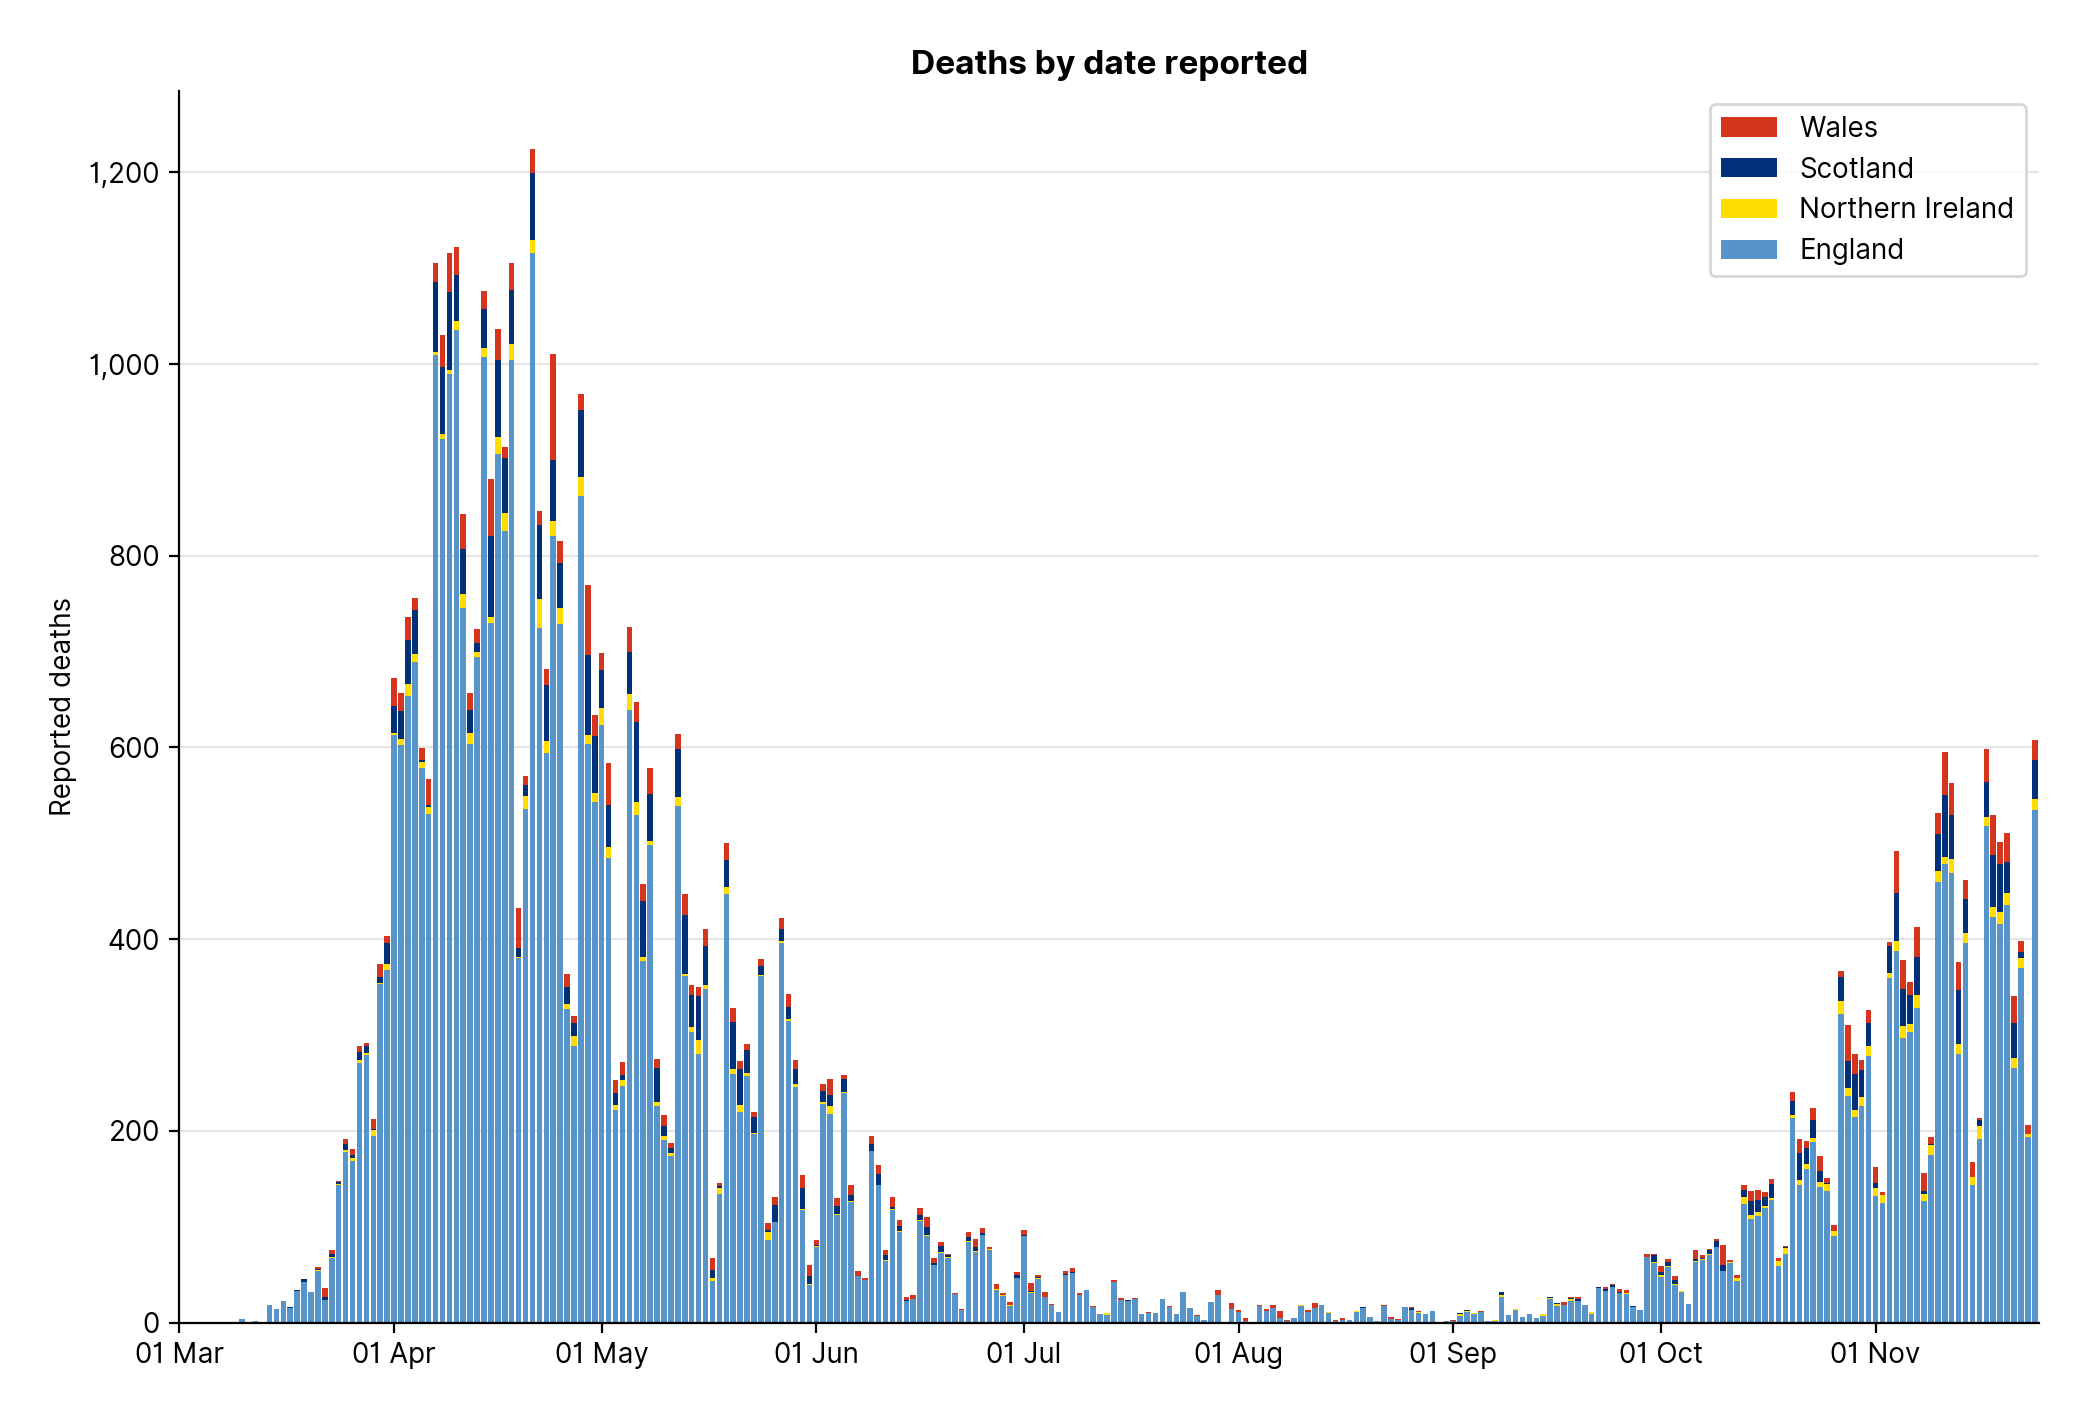 Deaths by date reported
Wales
Scotland
Northern Ireland
England
Reported deaths
1,200
1,000
800
600
400
200
0
01 Mar
01 Apr
01 May
01 Jun
01 Jul
01 Aug
01 Sep
01 Oct
01 Nov